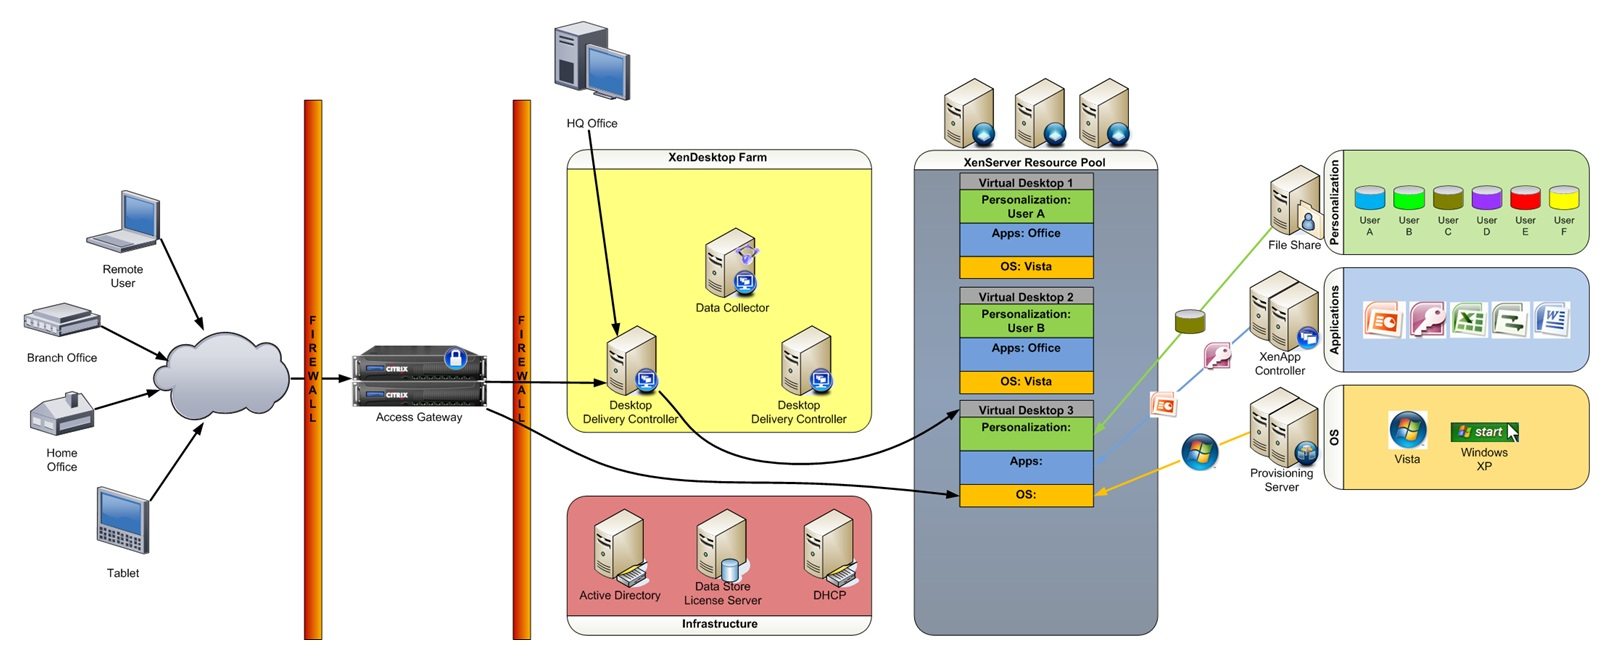 HQ Office
XenDesktop Farm
XenServer Resource Pool
Remote
User
Branch Office
Home
Office
Tablet
FIREWALL
CITRIX
CITRIX
Access Gateway
FIREWALL
Data Collector
Desktop
Delivery Controller
Desktop
Delivery Controller
Active Directory
Data Store
License Server
DHCP
Infrastructure
Virtual Desktop 1
Personalization:
User A
Apps: Office
OS: Vista
Virtual Desktop 2
Personalization:
User B
Apps: Office
OS: Vista
Virtual Desktop 3
Personalization:
Apps:
OS:
File Share
XenApp
Controller
Provisioning
Server
Personalization
User
A
User
B
User
C
User
D
User
E
User
F
Applications
OS
Vista
start
Windows
XP